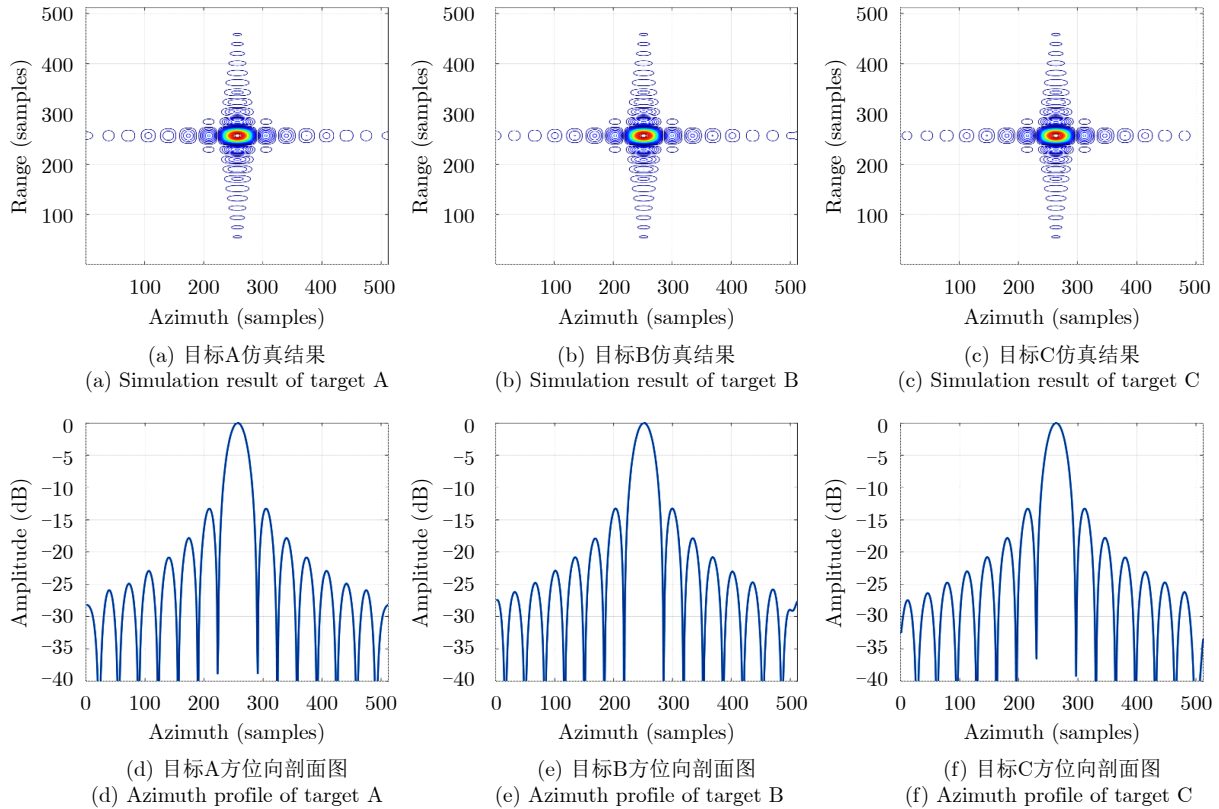 500
400
300
200
100
Range (samples)
100 200 300 400 500
Azimuth (samples)
(a) 目标A仿真结果
(a) Simulation result of target A
500
400
300
200
100
Range (samples)
100 200 300 400 500
Azimuth (samples)
(b) 目标B仿真结果
(b) Simulation result of target B
500
400
300
200
100
Range (samples)
100 200 300 400 500
Azimuth (samples)
(c) 目标C仿真结果
(c) Simulation result of target C
0
−5
−10
−15
−20
−25
−30
−35
−40
Amplitude (dB)
0 100 200 300 400 500
Azimuth (samples)
(d) 目标A方位向剖面图
(d) Azimuth profile of target A
0
−5
−10
−15
−20
−25
−30
−35
−40
Amplitude (dB)
0 100 200 300 400 500
Azimuth (samples)
(e) 目标B方位向剖面图
(e) Azimuth profile of target B
0
−5
−10
−15
−20
−25
−30
−35
−40
Amplitude (dB)
0 100 200 300 400 500
Azimuth (samples)
(f) 目标C方位向剖面图
(f) Azimuth profile of target C